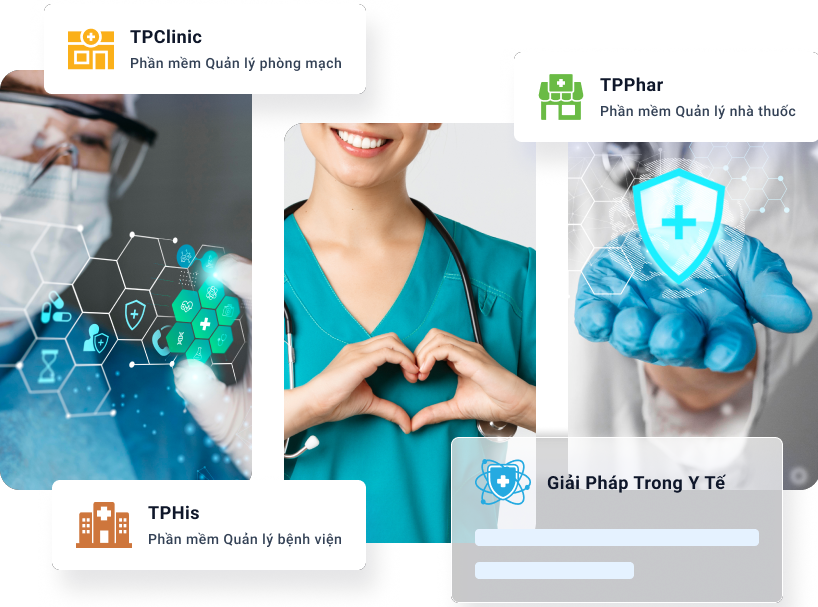 TPClinic
Phần mềm Quản lý phòng mạch
TPPhar
Phần mềm Quản lý nhà thuốc
TPHis
Phần mềm Quản lý bệnh viện
Giải Pháp Trong Y Tế